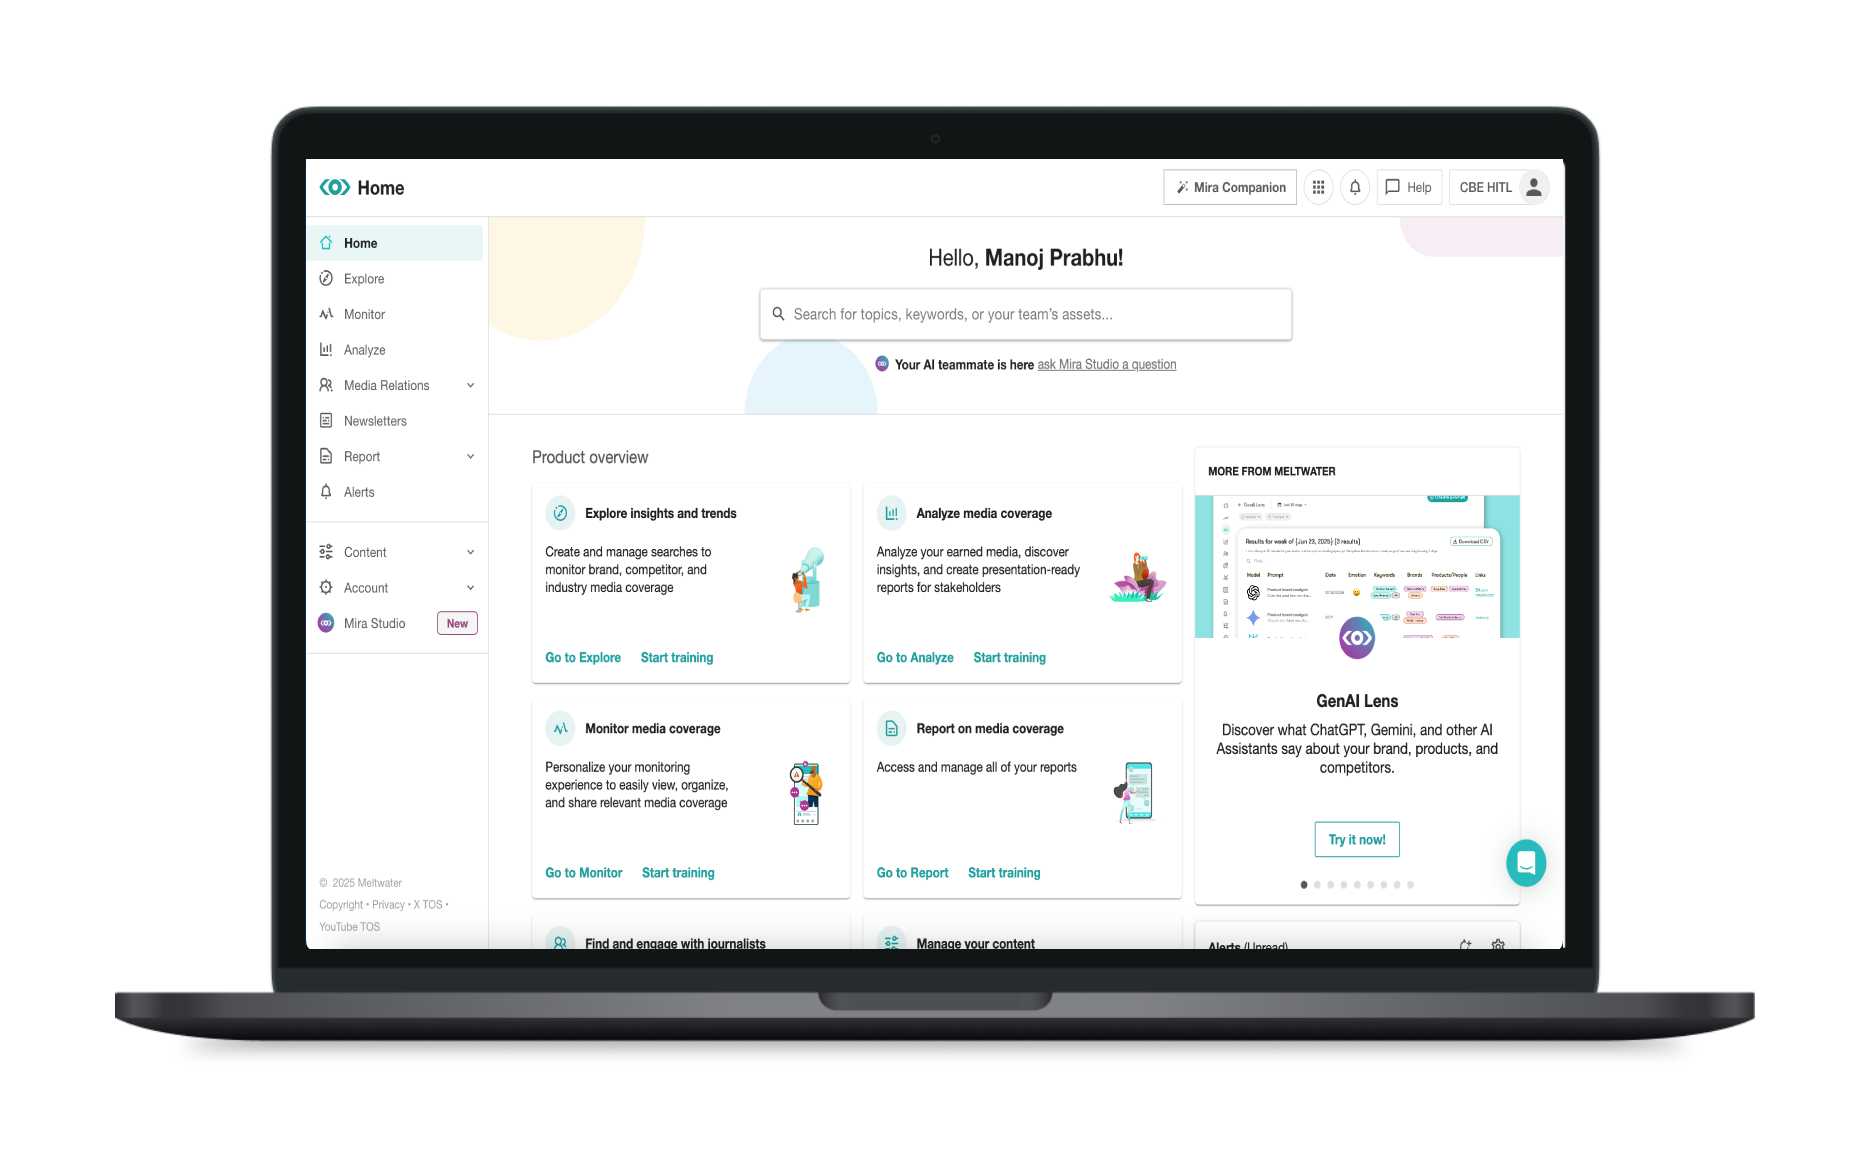 Home
Mira Companion
Help
CBE HITL
Home
Explore
Monitor
Analyze
Media Relations
Newsletters
Report
Alerts
Content
Account
Mira Studio
New
© 2025 Meltwater
Copyright • Privacy • X TOS •
YouTube TOS
Hello, Manoj Prabhu!
Search for topics, keywords, or your team's assets...
Your AI teammate is here ask Mira Studio a question
Product overview
Explore insights and trends
Create and manage searches to
monitor brand, competitor, and
industry media coverage
Go to Explore Start training
Analyze media coverage
Analyze your earned media, discover
insights, and create presentation-ready
reports for stakeholders
Go to Analyze Start training
Monitor media coverage
Personalize your monitoring
experience to easily view, organize,
and share relevant media coverage
Go to Monitor Start training
Report on media coverage
Access and manage all of your reports
Go to Report Start training
Find and engage with journalists
Manage your content
MORE FROM MELTWATER
GenAI Lens
Results for week of (Jun 23, 2025) (3 results)
Download CSV
Model Prompt Date Emotion Keywords Brands Products/People Links
Product brand analysis
Product brand analysis
GenAI Lens
Discover what ChatGPT, Gemini, and other AI
Assistants say about your brand, products, and
competitors.
Try it now!
Alerts (Unread)